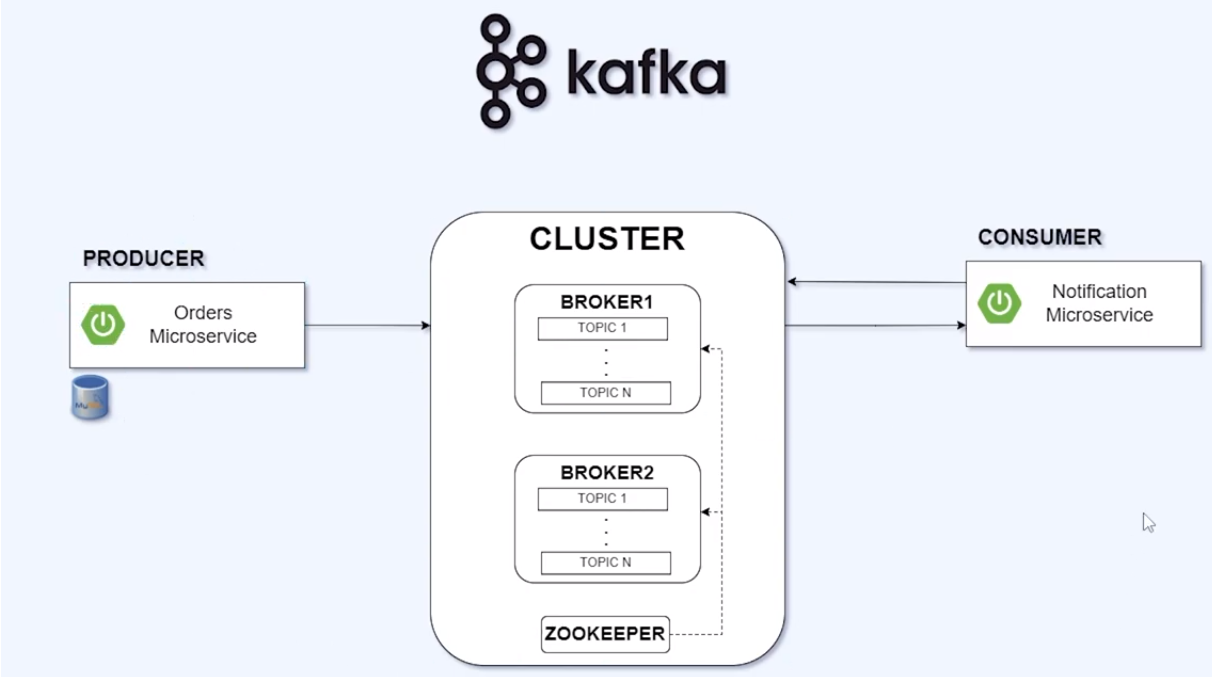 kafka
CLUSTER
PRODUCER
Orders
Microservice
BROKER1
TOPIC 1
TOPIC N
BROKER2
TOPIC 1
TOPIC N
ZOOKEEPER
CONSUMER
Notification
Microservice